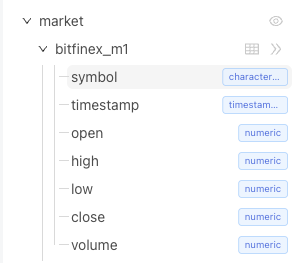 market
bitfinex_m1
symbol character...
timestamp timestam...
open numeric
high numeric
low numeric
close numeric
volume numeric